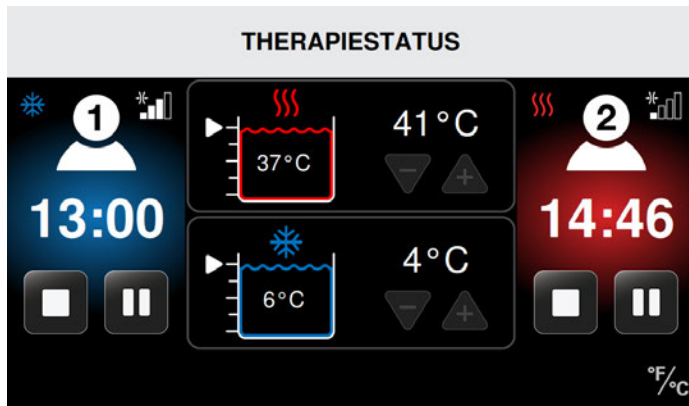 THERAPIESTATUS
1
13:00
37°C
41°C
6°C
4°C
2
14:46
°F/°C